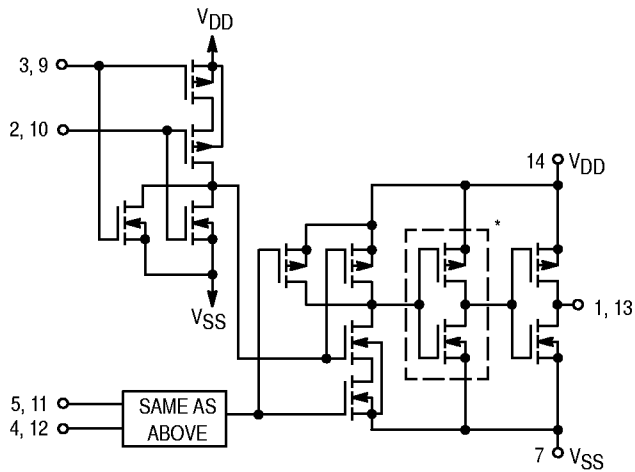 VDD
3, 9
2, 10
14 VDD
*
VSS
1, 13
5, 11
4, 12
SAME AS
ABOVE
7 VSS